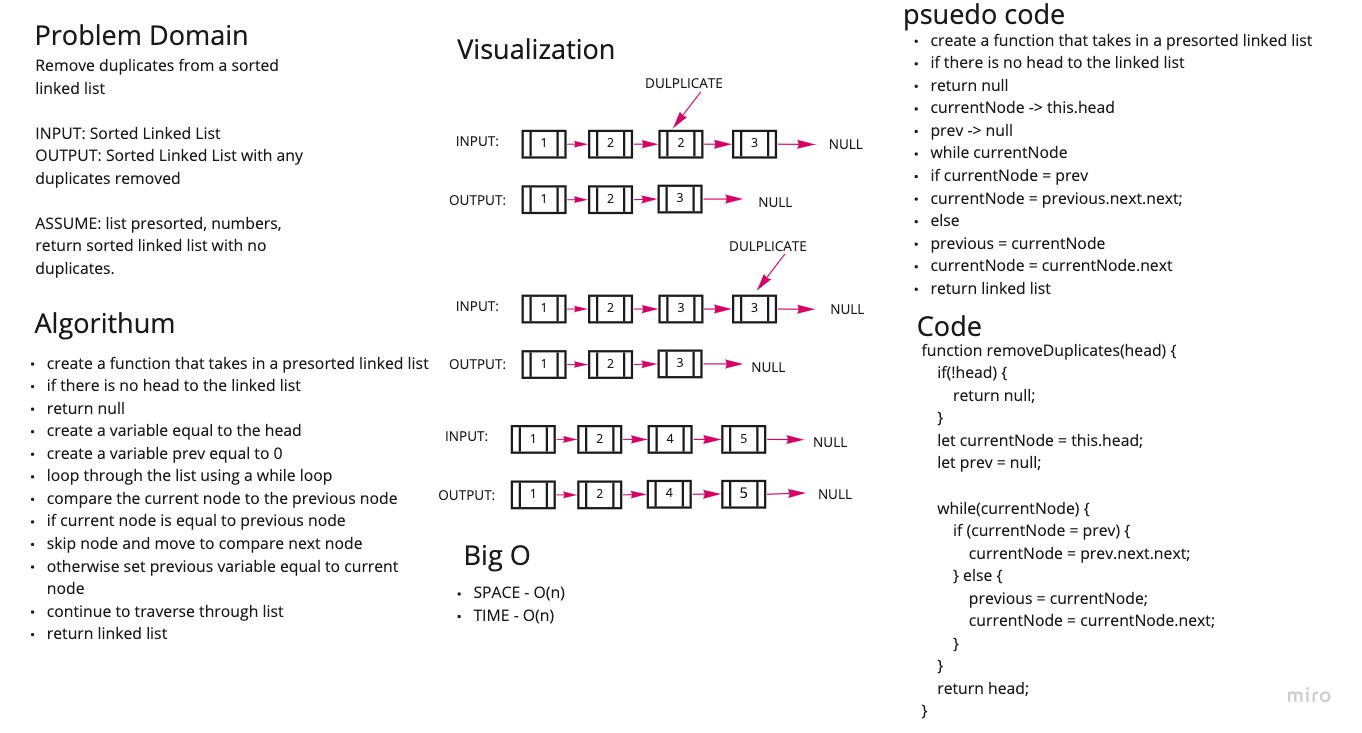 Problem Domain
Remove duplicates from a sorted
linked list
INPUT: Sorted Linked List
OUTPUT: Sorted Linked List with any
duplicates removed
ASSUME: list presorted, numbers,
return sorted linked list with no
duplicates.
Algorithum
• create a function that takes in a presorted linked list
• if there is no head to the linked list
• return null
• create a variable equal to the head
• create a variable prev equal to 0
• loop through the list using a while loop
• compare the current node to the previous node
• if current node is equal to previous node
• skip node and move to compare next node
• otherwise set previous variable equal to current
node
• continue to traverse through list
• return linked list
Visualization
DULPLICATE
INPUT: 1 2 2 3 NULL
OUTPUT: 1 2 3 NULL
DULPLICATE
INPUT: 1 2 3 3 NULL
OUTPUT: 1 2 3 NULL
INPUT: 1 2 4 5 NULL
OUTPUT: 1 2 4 5 NULL
Big O
• SPACE - O(n)
• TIME - O(n)
psuedo code
• create a function that takes in a presorted linked list
• if there is no head to the linked list
• return null
• currentNode -> this.head
• prev -> null
• while currentNode
• if currentNode = prev
• currentNode = previous.next.next;
• else
• previous = currentNode
• currentNode = currentNode.next
• return linked list
Code
function removeDuplicates(head) {
if(!head) {
return null;
}
let currentNode = this.head;
let prev = null;
while(currentNode) {
if (currentNode = prev) {
currentNode = prev.next.next;
} else {
previous = currentNode;
currentNode = currentNode.next;
}
}
return head;
}
miro